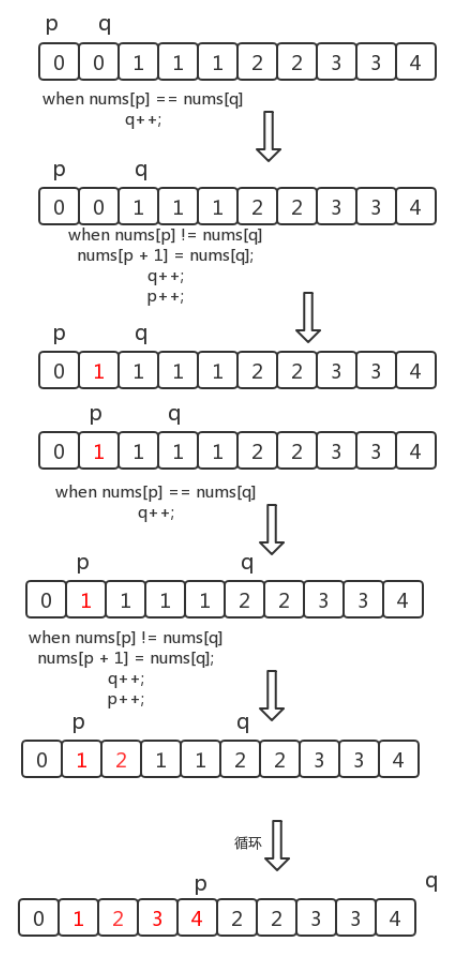 p q
0 0 1 1 1 2 2 3 3 4
when nums[p] == nums[q]
q++;
p q
0 0 1 1 1 2 2 3 3 4
when nums[p] != nums[q]
nums[p + 1] = nums[q];
q++;
p++;
p q
0 1 1 1 1 2 2 3 3 4
p q
0 1 1 1 1 2 2 3 3 4
when nums[p] == nums[q]
q++;
p q
0 1 1 1 1 2 2 3 3 4
when nums[p] != nums[q]
nums[p + 1] = nums[q];
q++;
p++;
p q
0 1 2 1 1 2 2 3 3 4
循环
p q
0 1 2 3 4 2 2 3 3 4